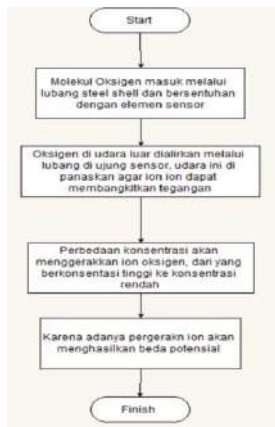 Start
Molekul Oksigen masuk melalui
lubang steel shell dan bersentuhan
dengan elemen sensor
Oksigen di udara luar dialirkan melalui
lubang di ujung sensor, udara ini di
panaskan agar ion ion dapat
membangkitkan tegangan
Perbedaan konsentrasi akan
menggerakkan ion oksigen, dari yang
berkonsentasi tinggi ke konsentrasi
rendah
Karena adanya pergerakn ion akan
menghasilkan beda potensial
Finish